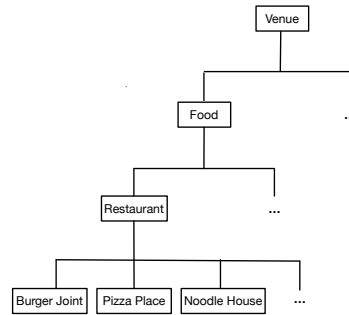 Venue
Food
...
Restaurant
...
Burger Joint
Pizza Place
Noodle House
...